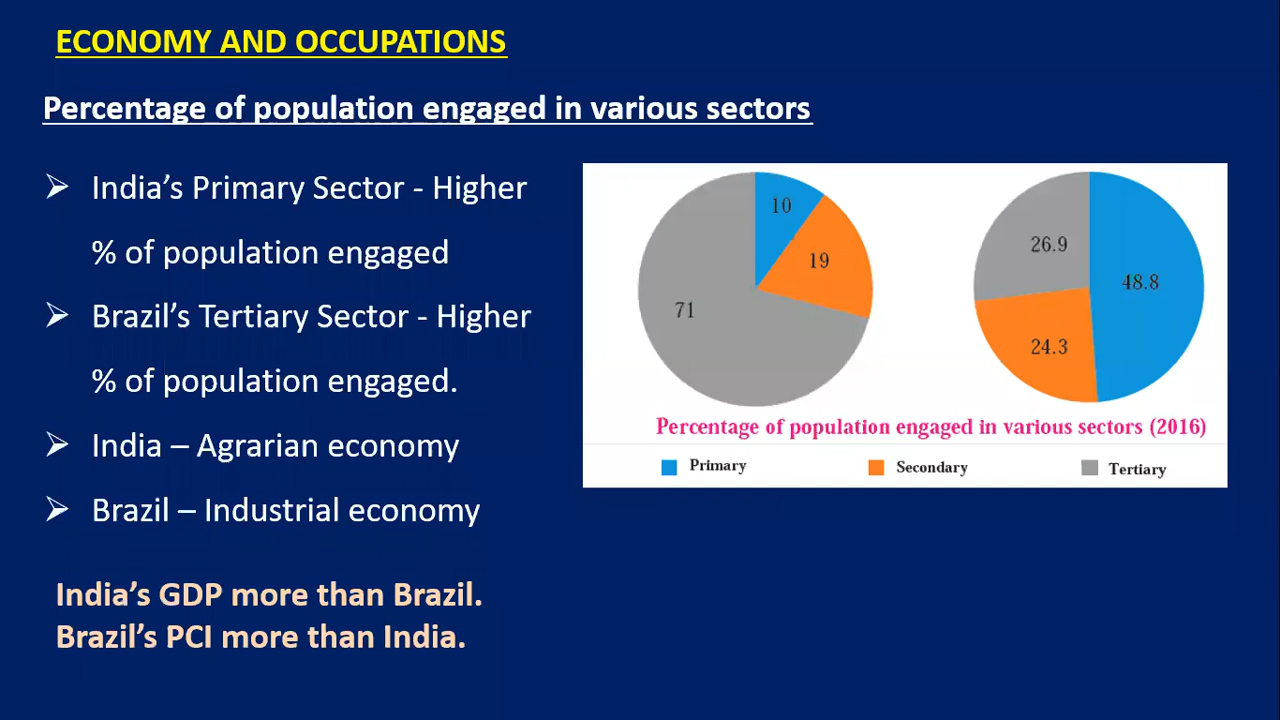 ECONOMY AND OCCUPATIONS
Percentage of population engaged in various sectors
➢ India’s Primary Sector - Higher
% of population engaged
➢ Brazil’s Tertiary Sector - Higher
% of population engaged.
➢ India – Agrarian economy
➢ Brazil – Industrial economy
India’s GDP more than Brazil.
Brazil’s PCI more than India.
10
19
71
26.9
48.8
24.3
Percentage of population engaged in various sectors (2016)
Primary Secondary Tertiary